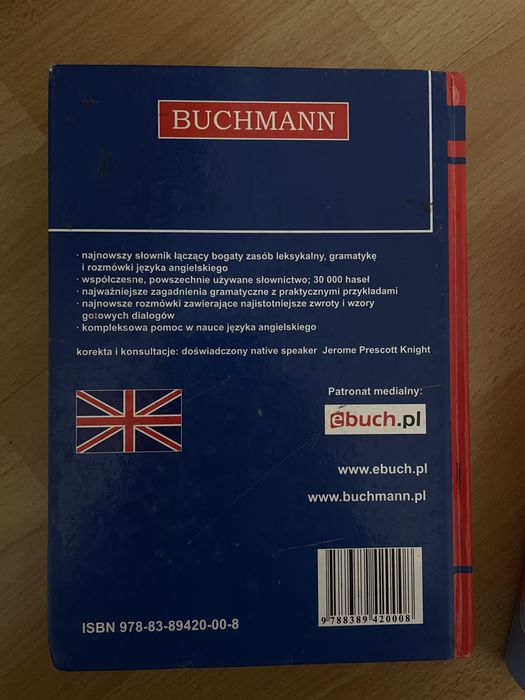 BUCHMANN
· najnowszy słownik łączący bogaty zasób leksykalny, gramatykę
i rozmówki języka angielskiego
· współczesne, powszechnie używane słownictwo; 30 000 haseł
· najważniejsze zagadnienia gramatyczne z praktycznymi przykładami
· najnowsze rozmówki zawierające najistotniejsze zwroty i wzory
gotowych dialogów
· kompleksowa pomoc w nauce języka angielskiego
korekta i konsultacje: doświadczony native speaker Jerome Prescott Knight
Patronat medialny:
ebuch.pl
www.ebuch.pl
www.buchmann.pl
ISBN 978-83-89420-00-8
9 788389 420008